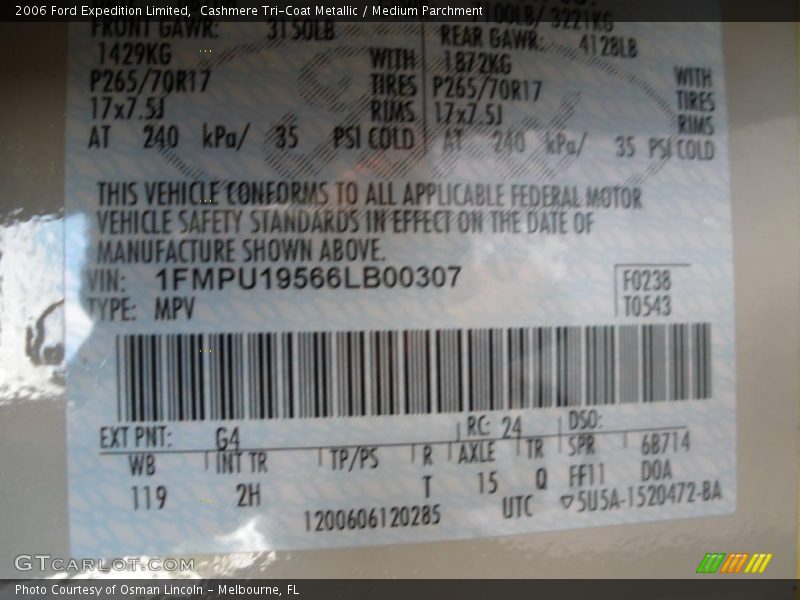 2006 Ford Expedition Limited, Cashmere Tri-Coat Metallic / Medium Parchment
FRONT GAWR: 3150LB
1429KG WITH
P265/70R17 TIRES
17x7.5J RIMS
AT 240 kPa/ 35 PSI COLD
3221KG
REAR GAWR: 4128LB
1872KG WITH
P265/70R17 TIRES
17x7.5J RIMS
AT 240 kPa/ 35 PSI COLD
THIS VEHICLE CONFORMS TO ALL APPLICABLE FEDERAL MOTOR
VEHICLE SAFETY STANDARDS IN EFFECT ON THE DATE OF
MANUFACTURE SHOWN ABOVE.
VIN: 1FMPU19566LB00307
TYPE: MPV
F0238
T0543
EXT PNT: G4 RC: 24 DSO:
WB INT TR TP/PS R AXLE TR SPR 6B714
119 2H T 15 Q FF11 DOA
1200606120285 UTC ▽5U5A-1520472-BA
GTCARLOT.COM
Photo Courtesy of Osman Lincoln - Melbourne, FL